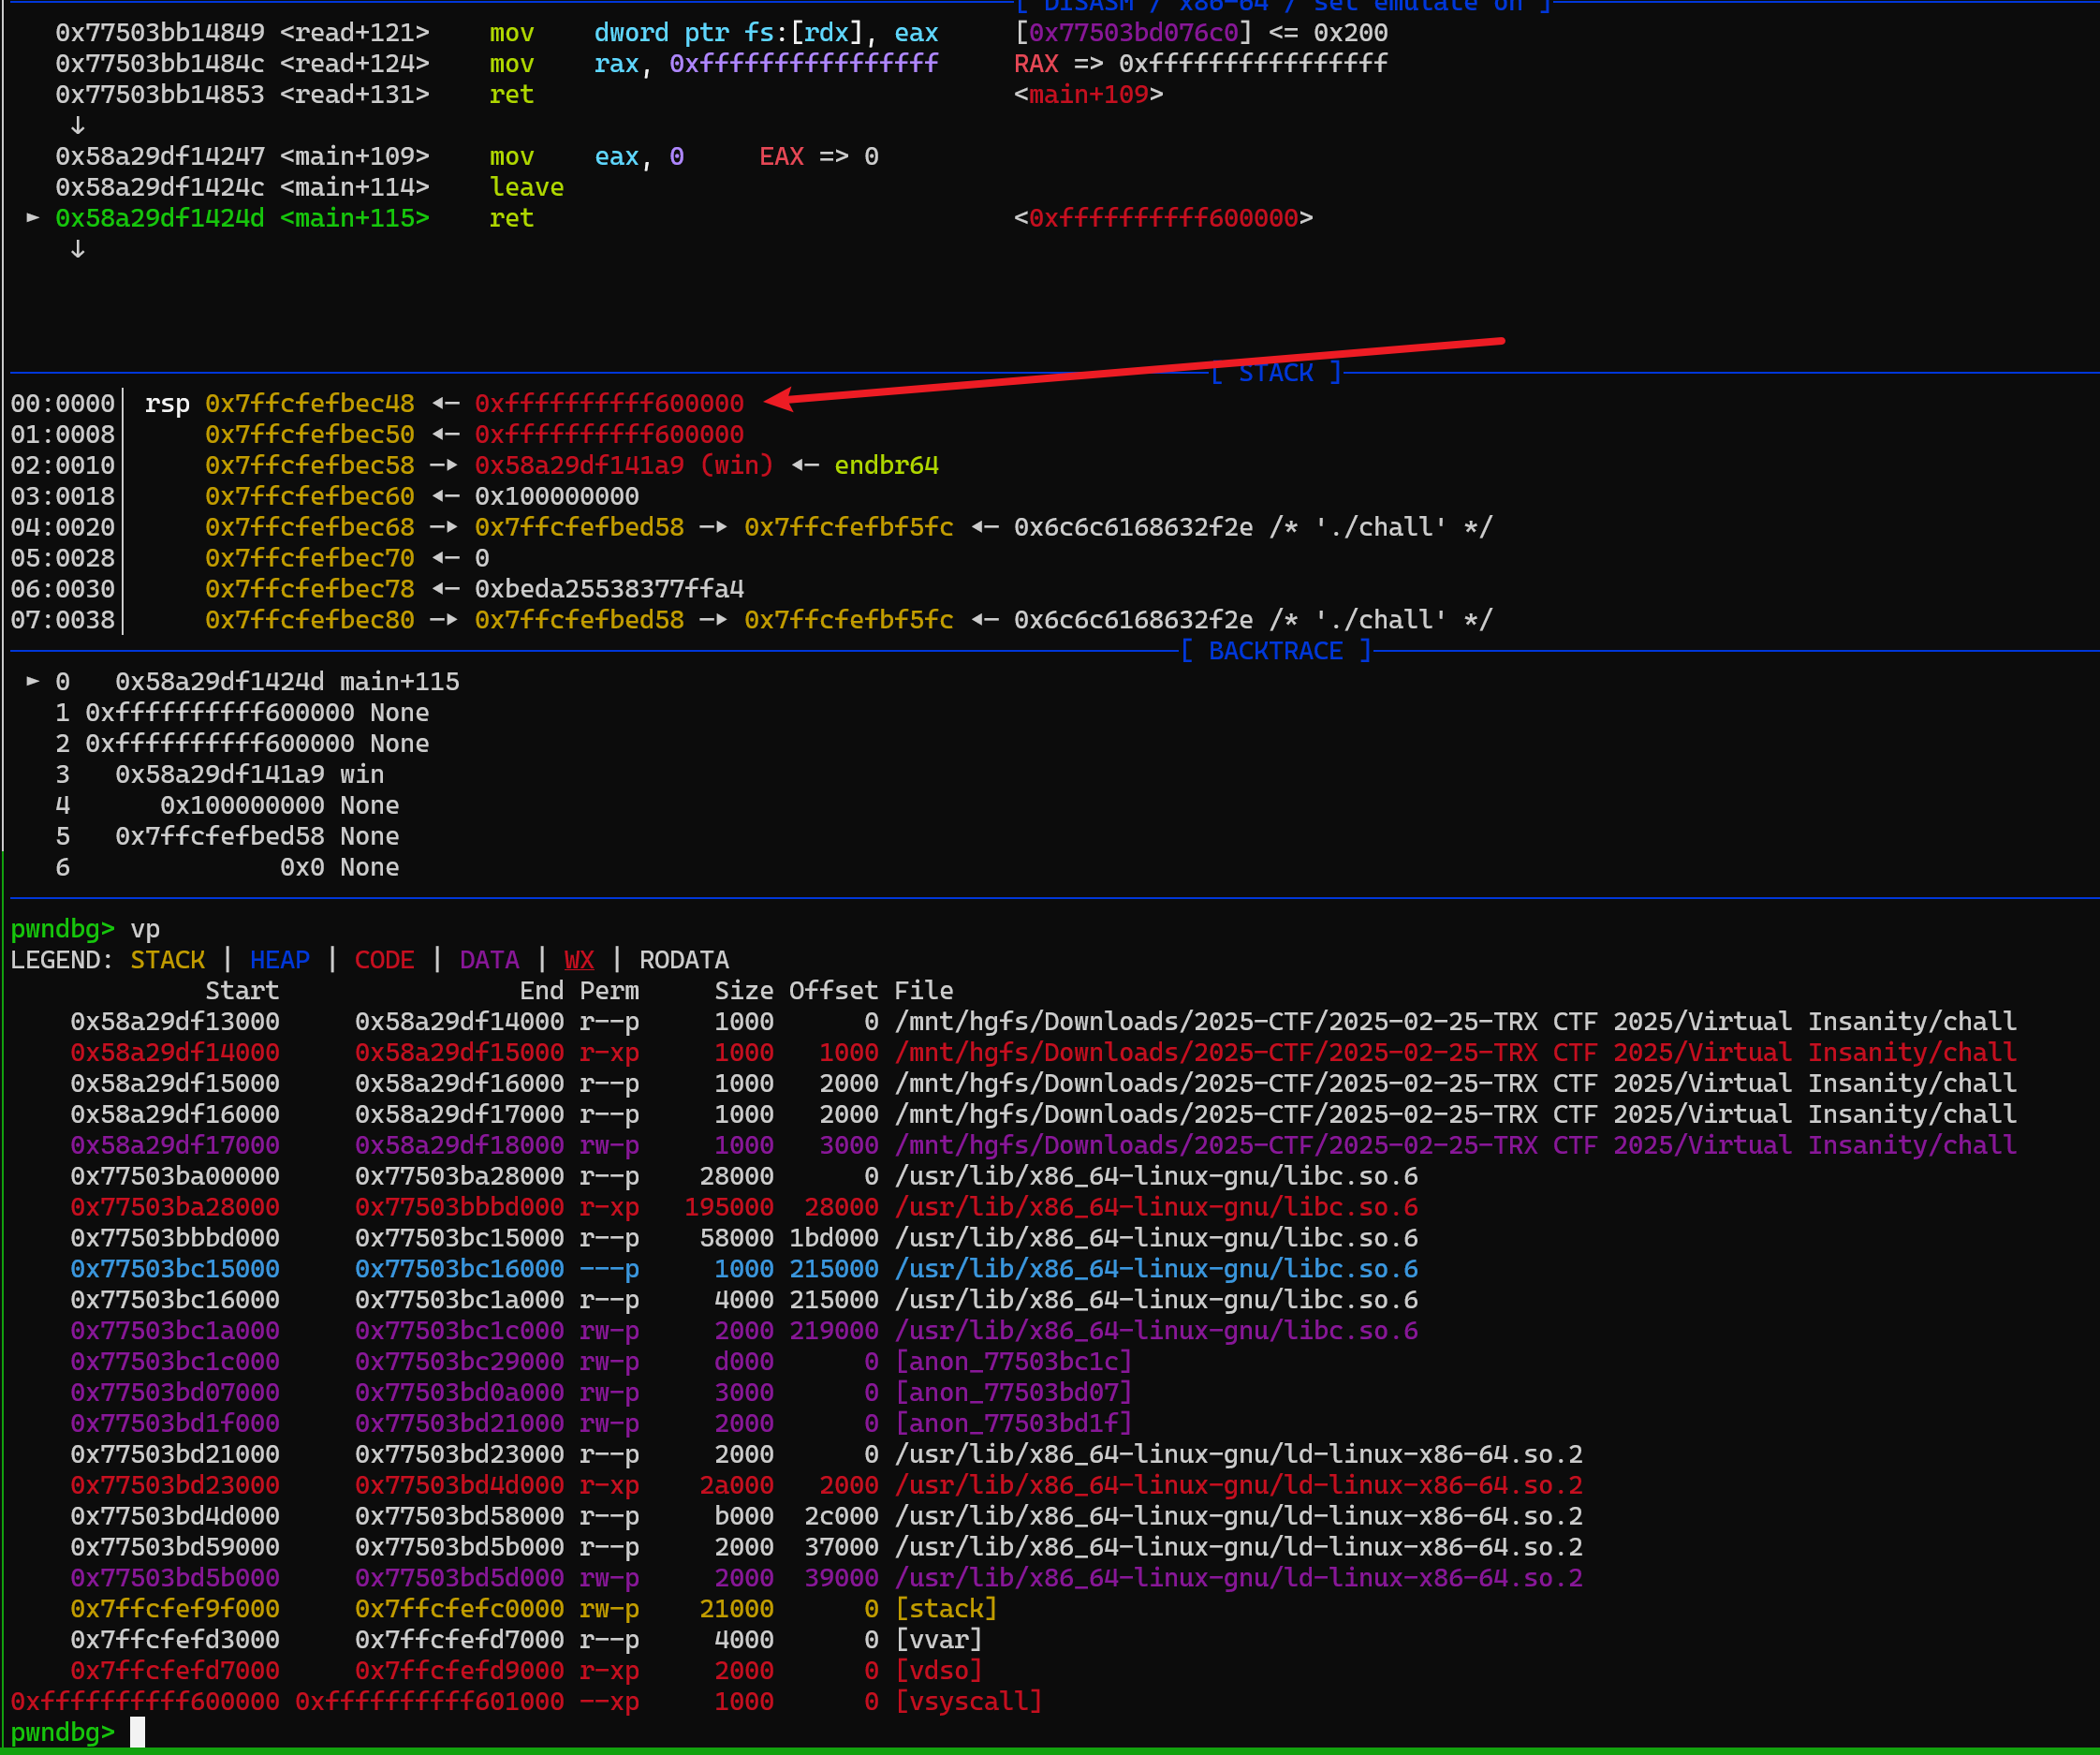 [ DISASM / x86-64 / set emulate on ]
0x77503bb14849 <read+121> mov dword ptr fs:[rdx], eax [0x77503bd076c0] <= 0x200
0x77503bb1484c <read+124> mov rax, 0xffffffffffffffff RAX => 0xffffffffffffffff
0x77503bb14853 <read+131> ret <main+109>
↓
0x58a29df14247 <main+109> mov eax, 0 EAX => 0
0x58a29df1424c <main+114> leave
► 0x58a29df1424d <main+115> ret <0xffffffffff600000>
↓
[ STACK ]
00:0000│ rsp 0x7ffcfefbec48 ◂— 0xffffffffff600000
01:0008│ 0x7ffcfefbec50 ◂— 0xffffffffff600000
02:0010│ 0x7ffcfefbec58 —▸ 0x58a29df141a9 (win) ◂— endbr64
03:0018│ 0x7ffcfefbec60 ◂— 0x100000000
04:0020│ 0x7ffcfefbec68 —▸ 0x7ffcfefbed58 —▸ 0x7ffcfefbf5fc ◂— 0x6c6c6168632f2e /* './chall' */
05:0028│ 0x7ffcfefbec70 ◂— 0
06:0030│ 0x7ffcfefbec78 ◂— 0xbeda25538377ffa4
07:0038│ 0x7ffcfefbec80 —▸ 0x7ffcfefbed58 —▸ 0x7ffcfefbf5fc ◂— 0x6c6c6168632f2e /* './chall' */
[ BACKTRACE ]
► 0 0x58a29df1424d main+115
1 0xffffffffff600000 None
2 0xffffffffff600000 None
3 0x58a29df141a9 win
4 0x100000000 None
5 0x7ffcfefbed58 None
6 0x0 None
pwndbg> vp
LEGEND: STACK | HEAP | CODE | DATA | WX | RODATA
Start End Perm Size Offset File
0x58a29df13000 0x58a29df14000 r--p 1000 0 /mnt/hgfs/Downloads/2025-CTF/2025-02-25-TRX CTF 2025/Virtual Insanity/chall
0x58a29df14000 0x58a29df15000 r-xp 1000 1000 /mnt/hgfs/Downloads/2025-CTF/2025-02-25-TRX CTF 2025/Virtual Insanity/chall
0x58a29df15000 0x58a29df16000 r--p 1000 2000 /mnt/hgfs/Downloads/2025-CTF/2025-02-25-TRX CTF 2025/Virtual Insanity/chall
0x58a29df16000 0x58a29df17000 r--p 1000 2000 /mnt/hgfs/Downloads/2025-CTF/2025-02-25-TRX CTF 2025/Virtual Insanity/chall
0x58a29df17000 0x58a29df18000 rw-p 1000 3000 /mnt/hgfs/Downloads/2025-CTF/2025-02-25-TRX CTF 2025/Virtual Insanity/chall
0x77503ba00000 0x77503ba28000 r--p 28000 0 /usr/lib/x86_64-linux-gnu/libc.so.6
0x77503ba28000 0x77503bbbd000 r-xp 195000 28000 /usr/lib/x86_64-linux-gnu/libc.so.6
0x77503bbbd000 0x77503bc15000 r--p 58000 1bd000 /usr/lib/x86_64-linux-gnu/libc.so.6
0x77503bc15000 0x77503bc16000 ---p 1000 215000 /usr/lib/x86_64-linux-gnu/libc.so.6
0x77503bc16000 0x77503bc1a000 r--p 4000 215000 /usr/lib/x86_64-linux-gnu/libc.so.6
0x77503bc1a000 0x77503bc1c000 rw-p 2000 219000 /usr/lib/x86_64-linux-gnu/libc.so.6
0x77503bc1c000 0x77503bc29000 rw-p d000 0 [anon_77503bc1c]
0x77503bd07000 0x77503bd0a000 rw-p 3000 0 [anon_77503bd07]
0x77503bd1f000 0x77503bd21000 rw-p 2000 0 [anon_77503bd1f]
0x77503bd21000 0x77503bd23000 r--p 2000 0 /usr/lib/x86_64-linux-gnu/ld-linux-x86-64.so.2
0x77503bd23000 0x77503bd4d000 r-xp 2a000 2000 /usr/lib/x86_64-linux-gnu/ld-linux-x86-64.so.2
0x77503bd4d000 0x77503bd58000 r--p b000 2c000 /usr/lib/x86_64-linux-gnu/ld-linux-x86-64.so.2
0x77503bd59000 0x77503bd5b000 r--p 2000 37000 /usr/lib/x86_64-linux-gnu/ld-linux-x86-64.so.2
0x77503bd5b000 0x77503bd5d000 rw-p 2000 39000 /usr/lib/x86_64-linux-gnu/ld-linux-x86-64.so.2
0x7ffcfef9f000 0x7ffcfefc0000 rw-p 21000 0 [stack]
0x7ffcfefd3000 0x7ffcfefd7000 r--p 4000 0 [vvar]
0x7ffcfefd7000 0x7ffcfefd9000 r-xp 2000 0 [vdso]
0xffffffffff600000 0xffffffffff601000 --xp 1000 0 [vsyscall]
pwndbg>